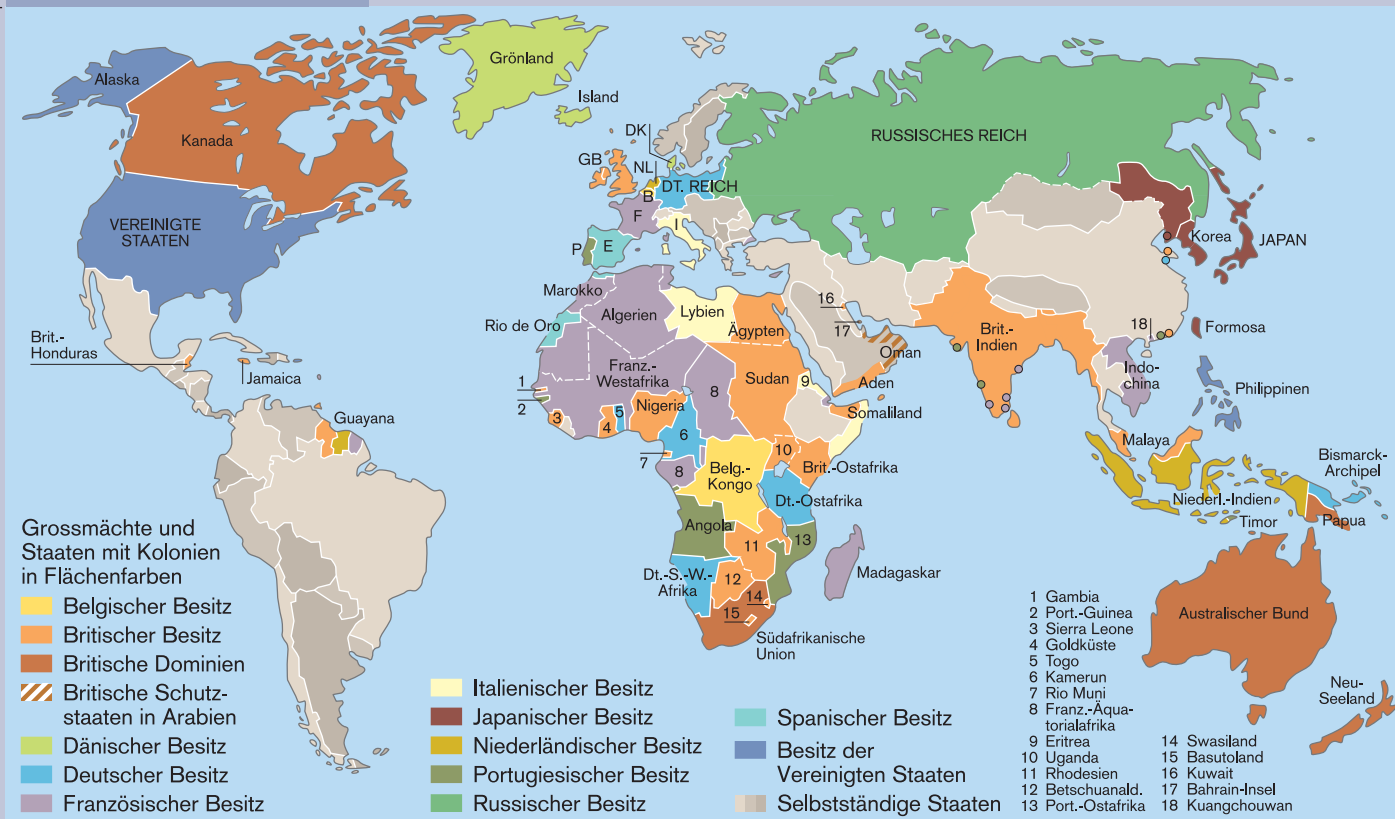 Alaska
Kanada
VEREINIGTE
STAATEN
Grönland
Island
DK
GB
NL
B
DT. REICH
F
I
P
E
RUSSISCHES REICH
Korea
JAPAN
Formosa
Philippinen
Marokko
Rio de Oro
Algerien
Lybien
Ägypten
Franz.-
Westafrika
8
Sudan
9
16
17
Oman
Aden
Somaliland
Brit.-
Indien
18
Indo-
china
Malaya
Niederl.-Indien
Timor
Bismarck-
Archipel
Papua
Brit.-
Honduras
Jamaica
Guayana
1
2
3
4
5
Nigeria
6
7
8
Belg.-
Kongo
10
Brit.-Ostafrika
Dt.-Ostafrika
Angola
11
13
Dt.-S.-W.-
Afrika
12
14
15
Südafrikanische
Union
Madagaskar
Australischer Bund
Neu-
Seeland
Grossmächte und
Staaten mit Kolonien
in Flächenfarben
Belgischer Besitz
Britischer Besitz
Britische Dominien
Britische Schutz-
staaten in Arabien
Dänischer Besitz
Deutscher Besitz
Französischer Besitz
Italienischer Besitz
Japanischer Besitz
Niederländischer Besitz
Portugiesischer Besitz
Russischer Besitz
Spanischer Besitz
Besitz der
Vereinigten Staaten
Selbstständige Staaten
1 Gambia
2 Port.-Guinea
3 Sierra Leone
4 Goldküste
5 Togo
6 Kamerun
7 Rio Muni
8 Franz.-Äqua-
torialafrika
9 Eritrea
10 Uganda
11 Rhodesien
12 Betschuanald.
13 Port.-Ostafrika
14 Swasiland
15 Basutoland
16 Kuwait
17 Bahrain-Insel
18 Kuangchouwan